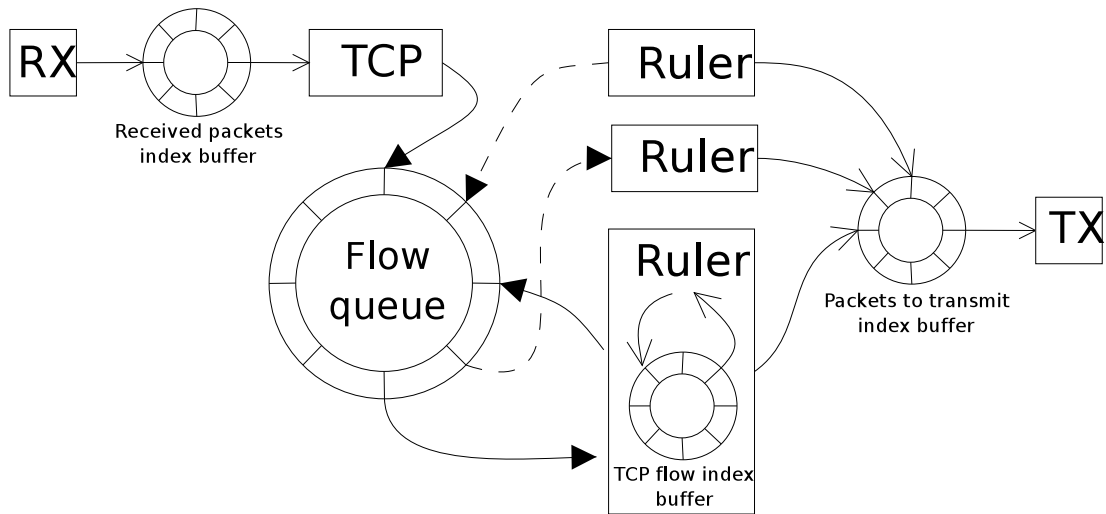 RX
Received packets
index buffer
TCP
Flow
queue
Ruler
Ruler
Ruler
TCP flow index
buffer
Packets to transmit
index buffer
TX